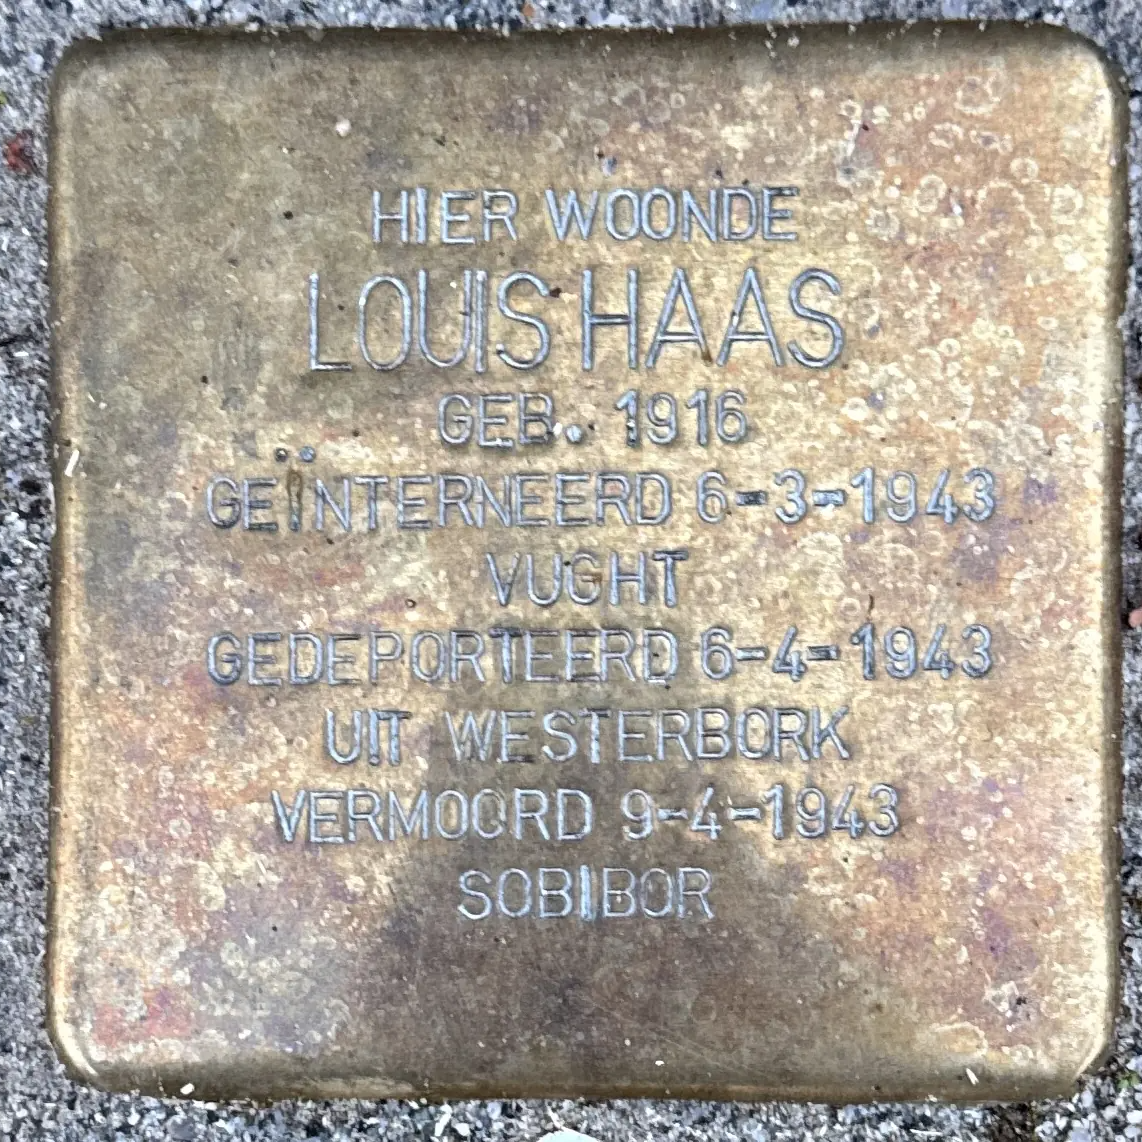 HIER WOONDE
LOUIS HAAS
GEB. 1916
GEÏNTERNEERD 6-3-1943
VUGHT
GEDEPORTEERD 6-4-1943
UIT WESTERBORK
VERMOORD 9-4-1943
SOBIBOR